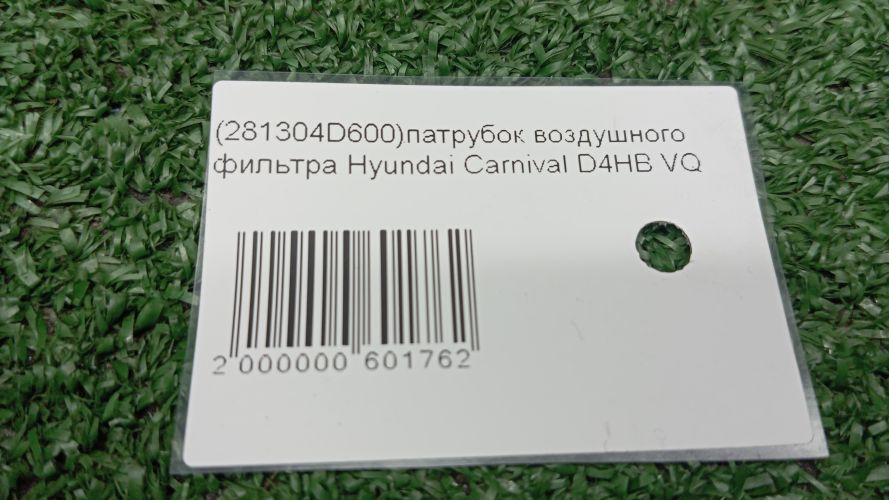 (281304D600)патрубок воздушного
фильтра Hyundai Carnival D4HB VQ
2 000000 601762